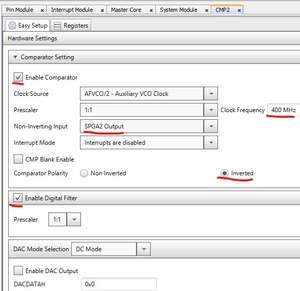 Pin Module Interrupt Module Master Core System Module CMP2
Easy Setup Registers
Hardware Settings
Comparator Setting
Enable Comparator
Clock Source AFVCO/2 - Auxiliary VCO Clock
Prescaler 1:1 Clock Frequency 400 MHz
Non-Inverting Input SPGA2 Output
Interrupt Mode Interrupts are disabled
CMP Blank Enable
Comparator Polarity Non Inverted Inverted
Enable Digital Filter
Prescaler 1:1
DAC Mode Selection DC Mode
Enable DAC Output
DACDATAH 0x0